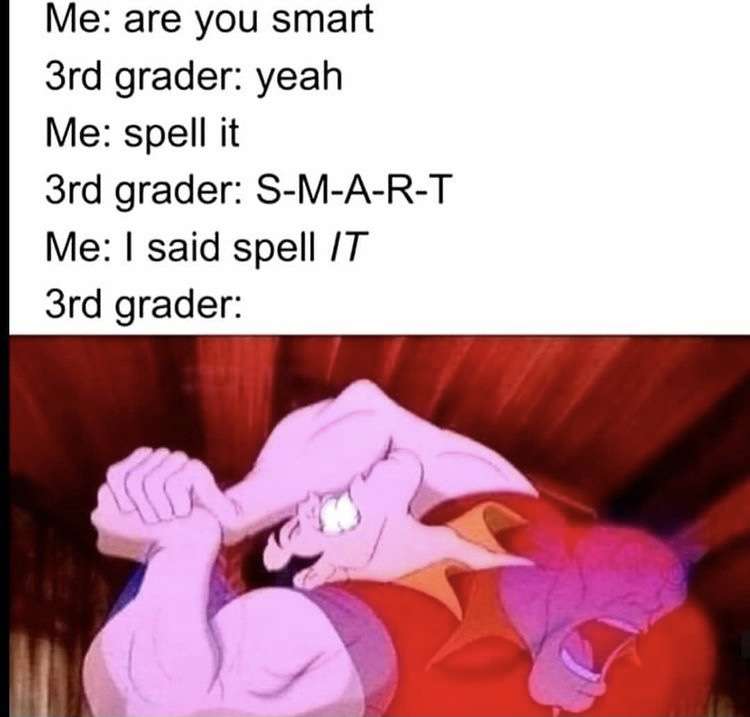 Me: are you smart
3rd grader: yeah
Me: spell it
3rd grader: S-M-A-R-T
Me: I said spell IT
3rd grader: